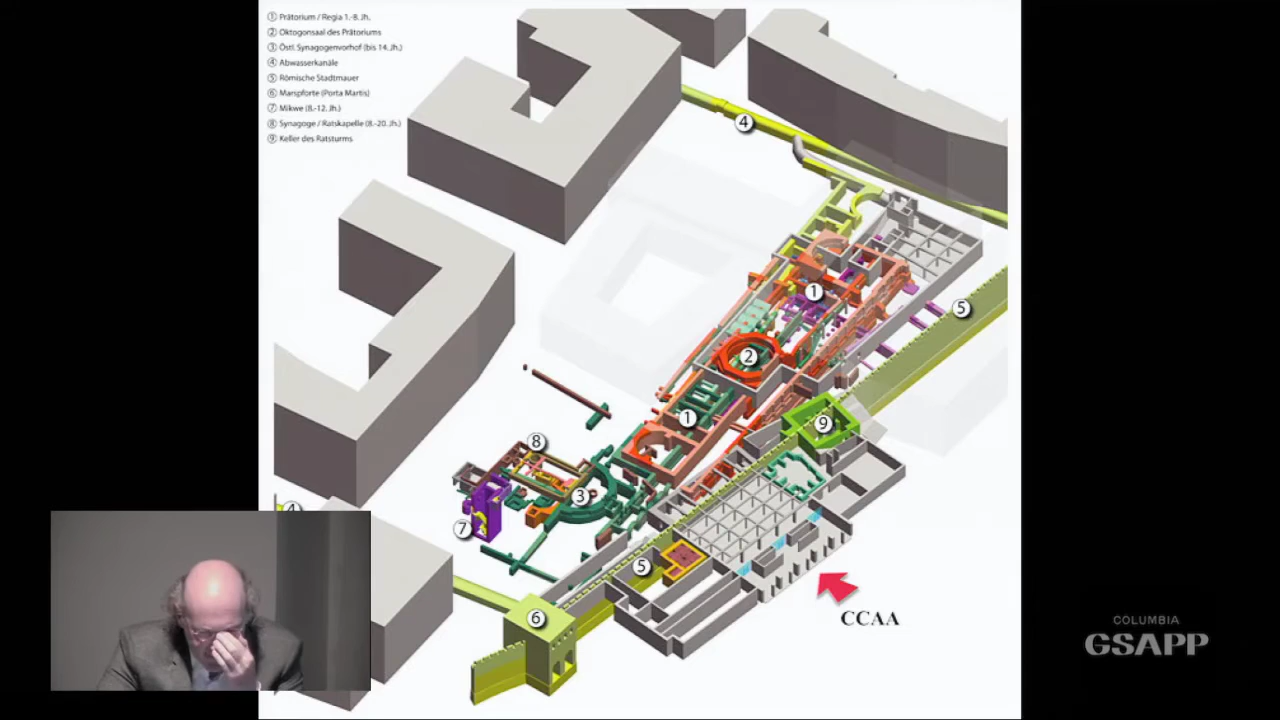 ① Prätorium / Regia 1.-8. Jh.
② Oktogonsaal des Prätoriums
③ Östl. Synagogenvorhof (bis 14. Jh.)
④ Abwasserkanäle
⑤ Römische Stadtmauer
⑥ Marspforte (Porta Martis)
⑦ Mikwe (8.-12. Jh.)
⑧ Synagoge / Ratskapelle (8.-20. Jh.)
⑨ Keller des Ratsturms
4
1
5
2
1
9
8
3
4
7
5
6
CCAA
COLUMBIA
GSAPP